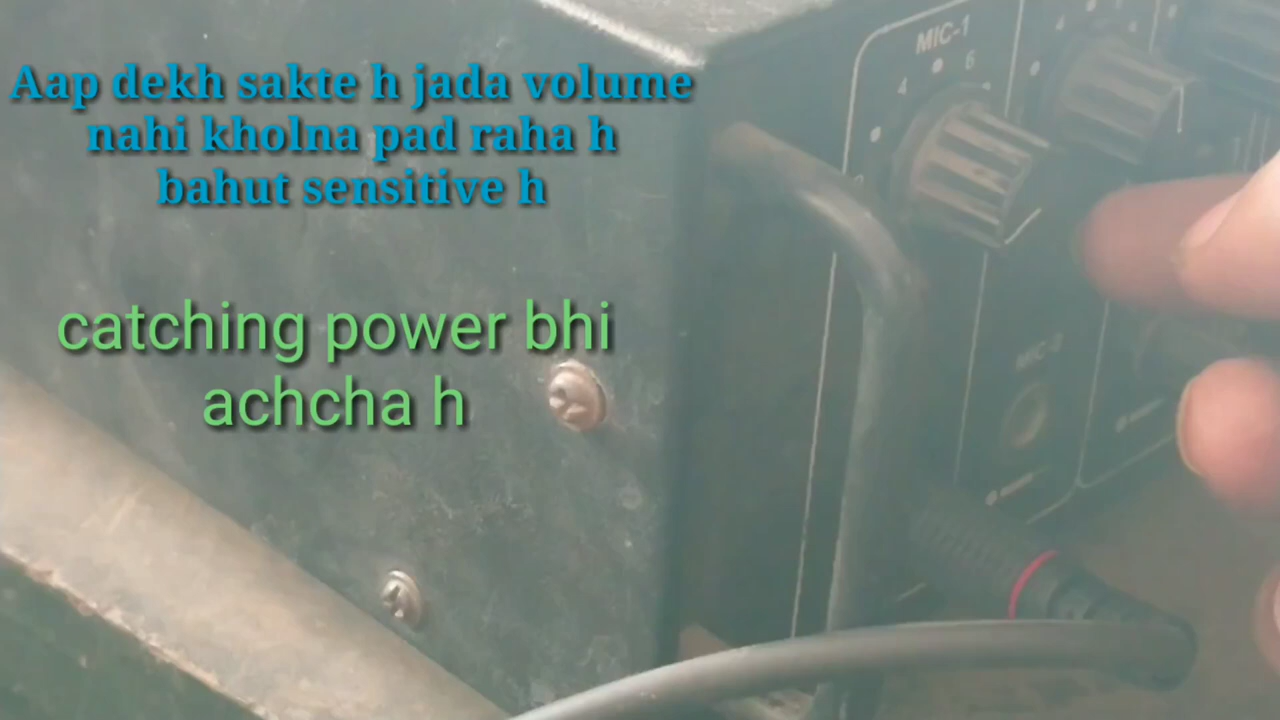 Aap dekh sakte h jada volume
nahi kholna pad raha h
bahut sensitive h
catching power bhi
achcha h
MIC-1
4
6